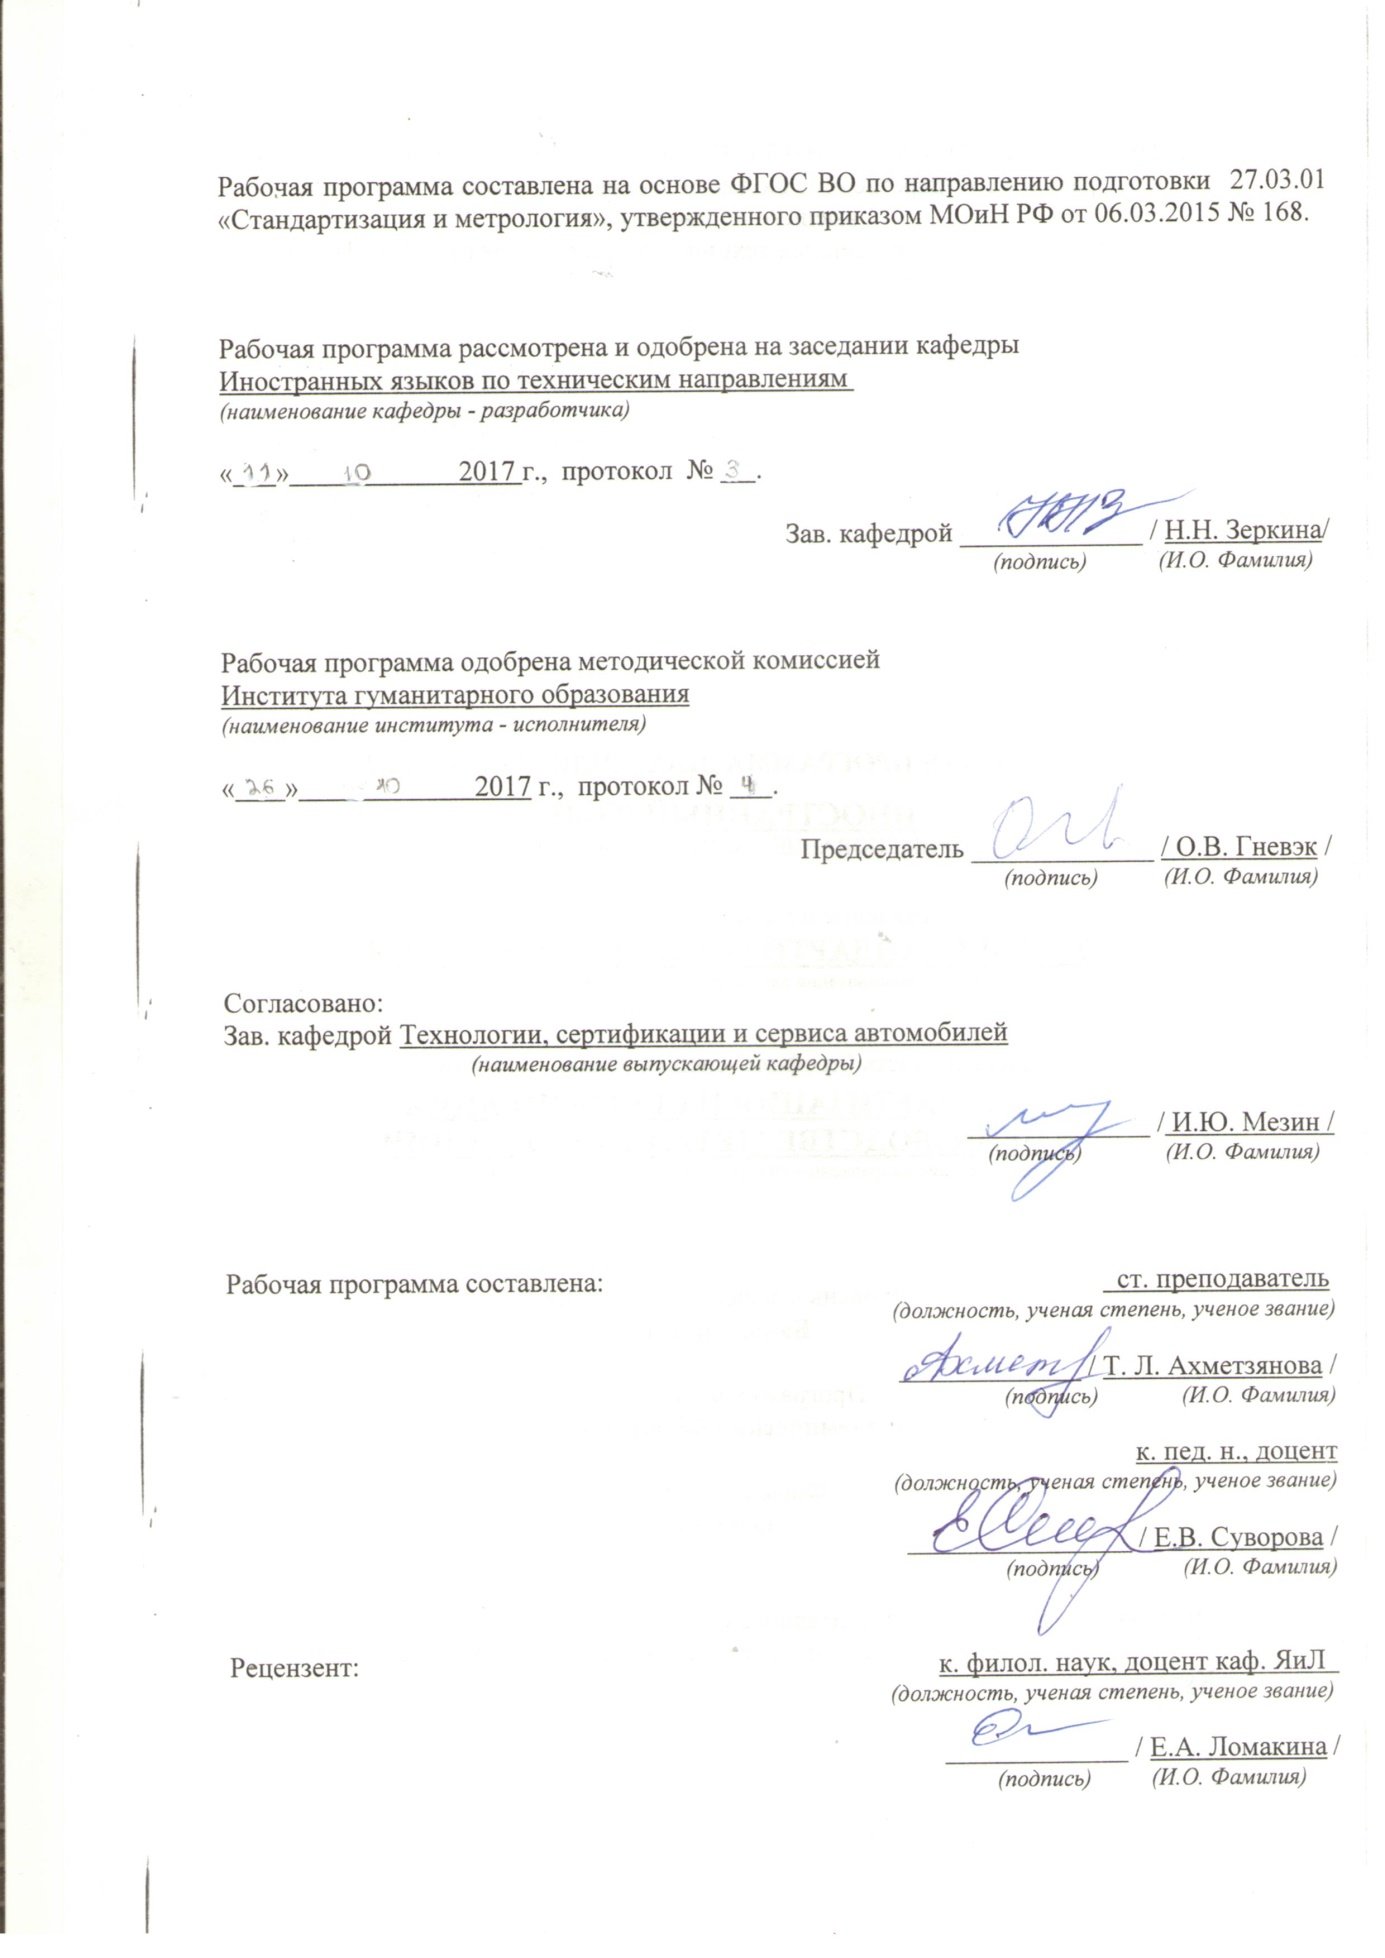 Рабочая программа составлена на основе ФГОС ВО по направлению подготовки 27.03.01
«Стандартизация и метрология», утвержденного приказом МОиН РФ от 06.03.2015 № 168.
Рабочая программа рассмотрена и одобрена на заседании кафедры
Иностранных языков по техническим направлениям
(наименование кафедры - разработчика)
«11» 10 2017 г., протокол № 3.
Зав. кафедрой / Н.Н. Зеркина/
(подпись) (И.О. Фамилия)
Рабочая программа одобрена методической комиссией
Института гуманитарного образования
(наименование института - исполнителя)
«26» 10 2017 г., протокол № 4.
Председатель / О.В. Гневэк /
(подпись) (И.О. Фамилия)
Согласовано:
Зав. кафедрой Технологии, сертификации и сервиса автомобилей
(наименование выпускающей кафедры)
/ И.Ю. Мезин /
(подпись) (И.О. Фамилия)
Рабочая программа составлена: ст. преподаватель
(должность, ученая степень, ученое звание)
/ Т. Л. Ахметзянова /
(подпись) (И.О. Фамилия)
к. пед. н., доцент
(должность, ученая степень, ученое звание)
/ Е.В. Суворова /
(подпись) (И.О. Фамилия)
Рецензент: к. филол. наук, доцент каф. ЯиЛ
(должность, ученая степень, ученое звание)
/ Е.А. Ломакина /
(подпись) (И.О. Фамилия)